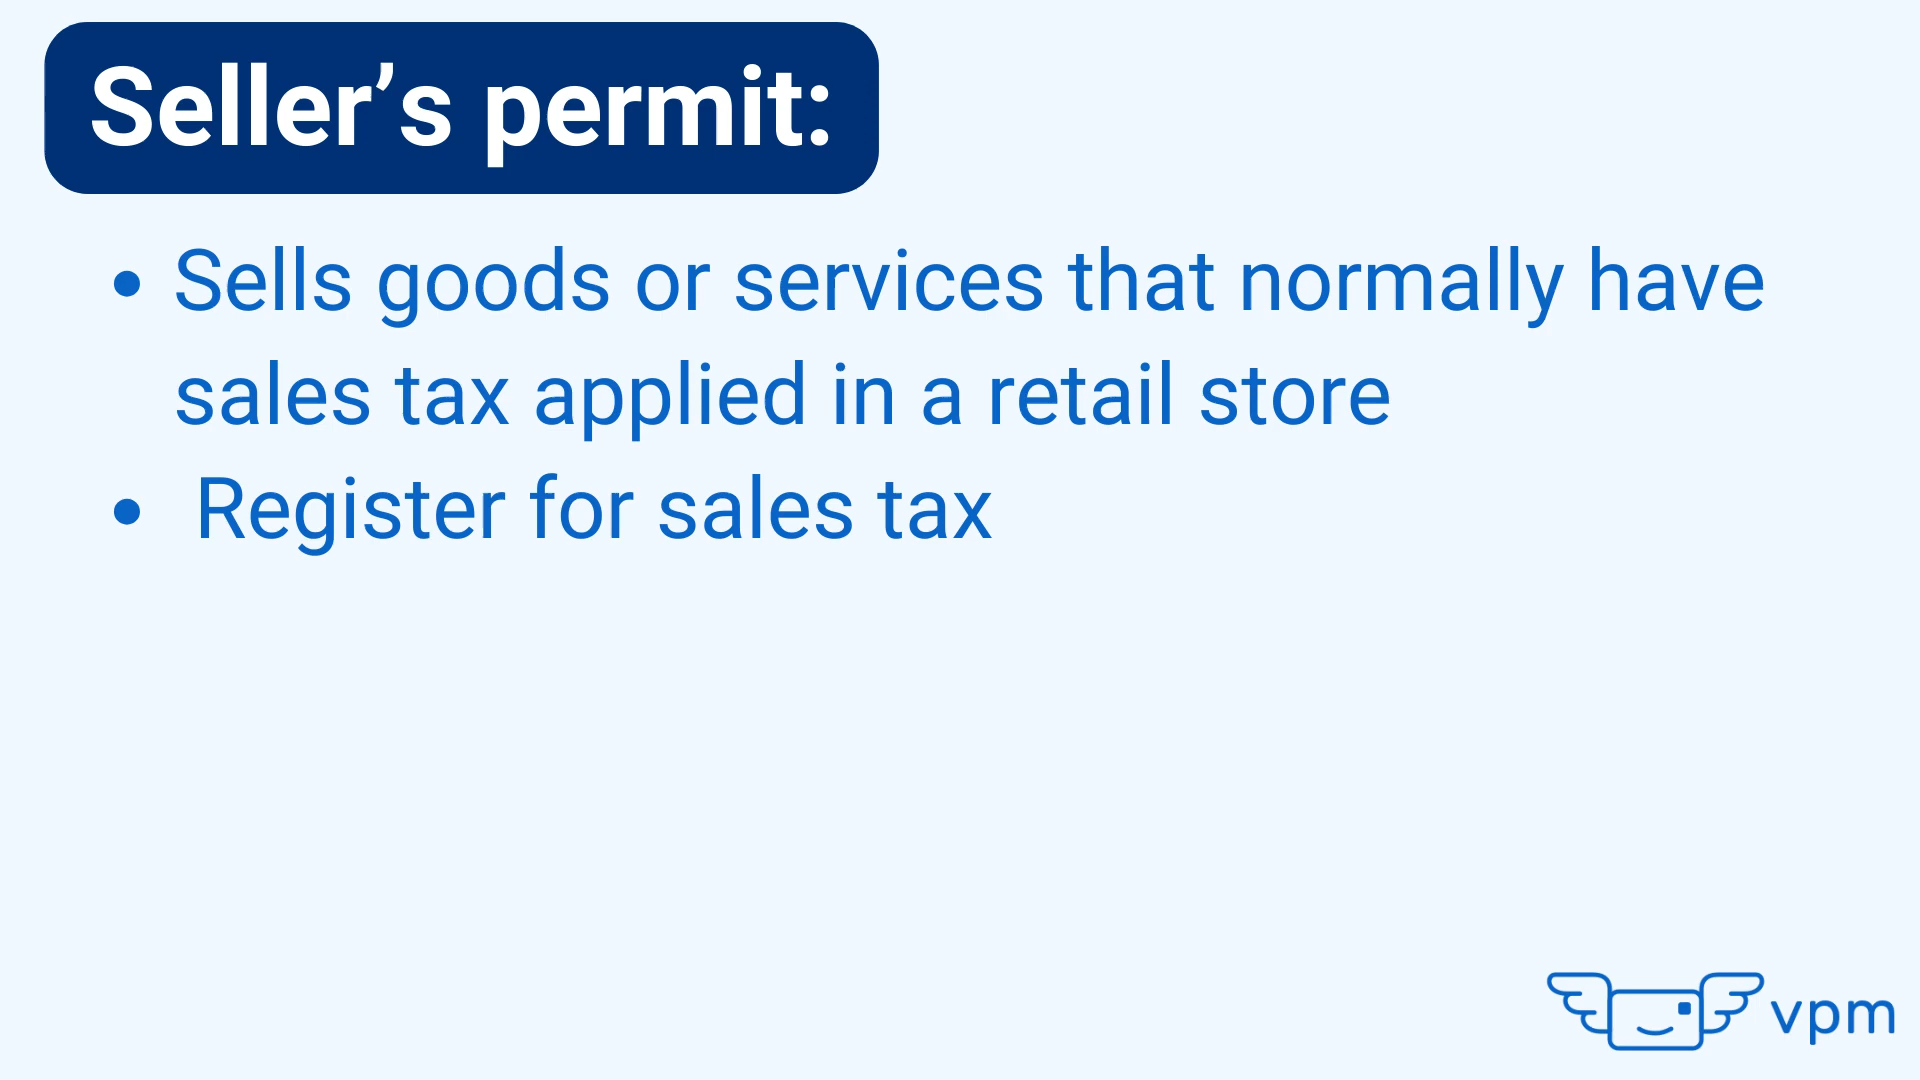 Seller’s permit:
• Sells goods or services that normally have
sales tax applied in a retail store
• Register for sales tax
vpm